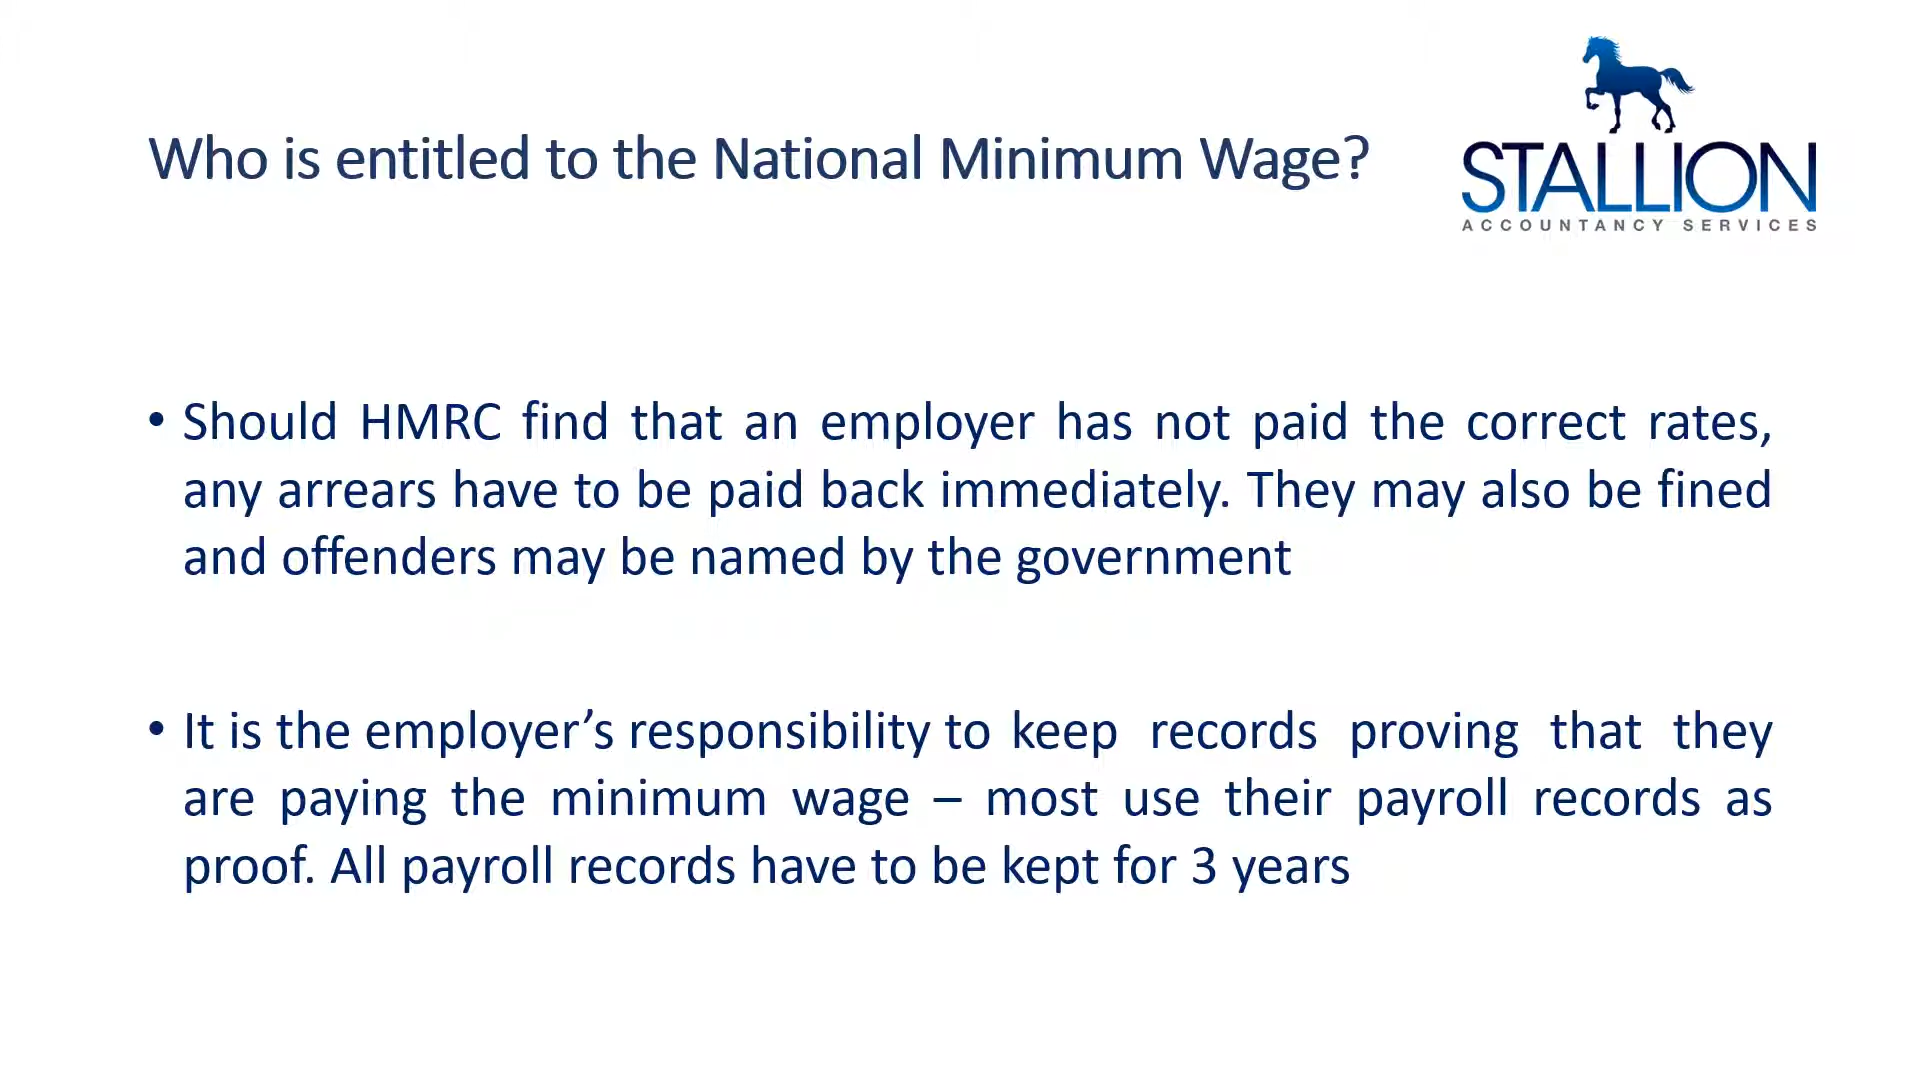 STALLION
ACCOUNTANCY SERVICES
Who is entitled to the National Minimum Wage?
• Should HMRC find that an employer has not paid the correct rates,
any arrears have to be paid back immediately. They may also be fined
and offenders may be named by the government
• It is the employer’s responsibility to keep records proving that they
are paying the minimum wage – most use their payroll records as
proof. All payroll records have to be kept for 3 years